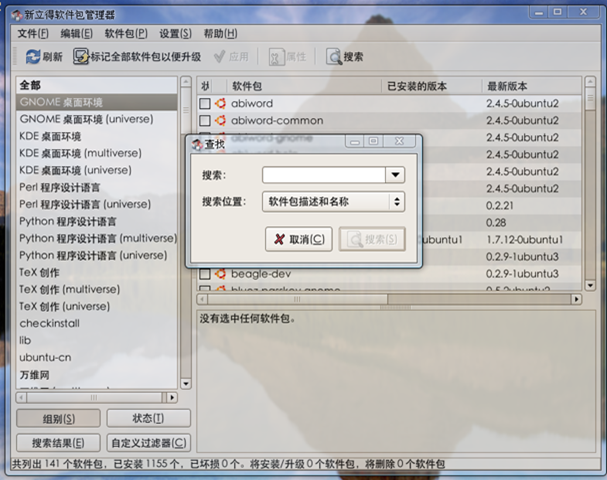 新立得软件包管理器
文件(F) 编辑(E) 软件包(P) 设置(S) 帮助(H)
刷新 标记全部软件包以便升级 应用 属性 搜索
全部
GNOME 桌面环境
GNOME 桌面环境 (universe)
KDE 桌面环境
KDE 桌面环境 (multiverse)
KDE 桌面环境 (universe)
Perl 程序设计语言
Perl 程序设计语言 (universe)
Python 程序设计语言
Python 程序设计语言 (multiverse)
Python 程序设计语言 (universe)
TeX 创作
TeX 创作 (multiverse)
TeX 创作 (universe)
checkinstall
lib
ubuntu-cn
万维网
组别(S) 状态(T)
搜索结果(E) 自定义过滤器(C)
软件包 已安装的版本 最新版本
abiword 2.4.5-0ubuntu2
abiword-common 2.4.5-0ubuntu2
abiword-gnome 2.4.5-0ubuntu2
2.4.5-0ubuntu2
2.4.5-0ubuntu2
2.4.5-0ubuntu2
0.2.21
0.28
ubuntu1 1.7.12-0ubuntu1
0.2.9-1ubuntu3
beagle-dev 0.2.9-1ubuntu3
查找
搜索:
搜索位置: 软件包描述和名称
取消(C) 搜索(S)
没有选中任何软件包。
共列出 141 个软件包，已安装 1155 个，已损坏 0 个。将安装/升级 0 个软件包，将删除 0 个软件包